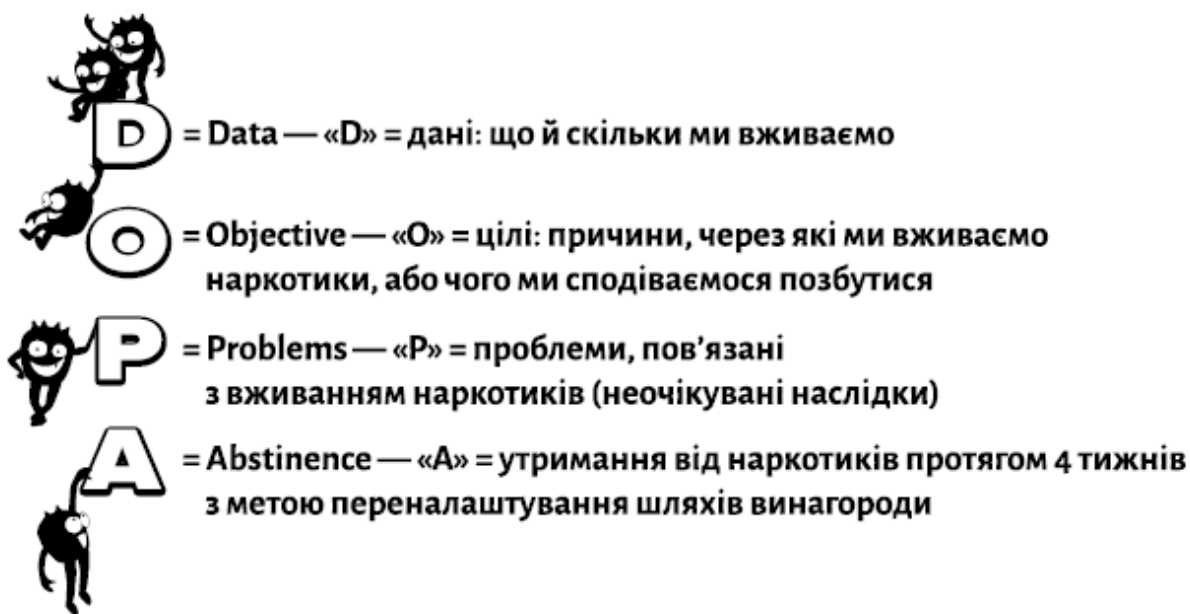 D = Data — «D» = дані: що й скільки ми вживаємо
O = Objective — «O» = цілі: причини, через які ми вживаємо
наркотики, або чого ми сподіваємося позбутися
P = Problems — «P» = проблеми, пов’язані
з вживанням наркотиків (неочікувані наслідки)
A = Abstinence — «A» = утримання від наркотиків протягом 4 тижнів
з метою переналаштування шляхів винагороди